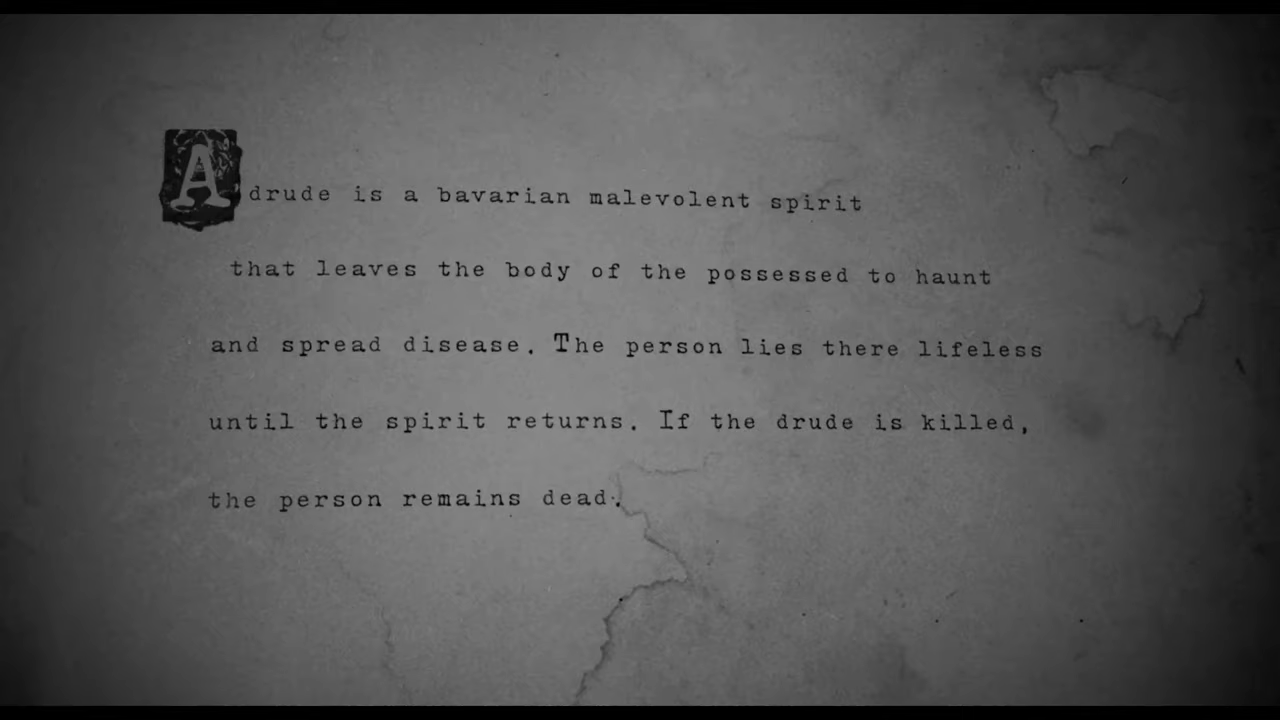 A drude is a bavarian malevolent spirit
that leaves the body of the possessed to haunt
and spread disease. The person lies there lifeless
until the spirit returns. If the drude is killed,
the person remains dead.